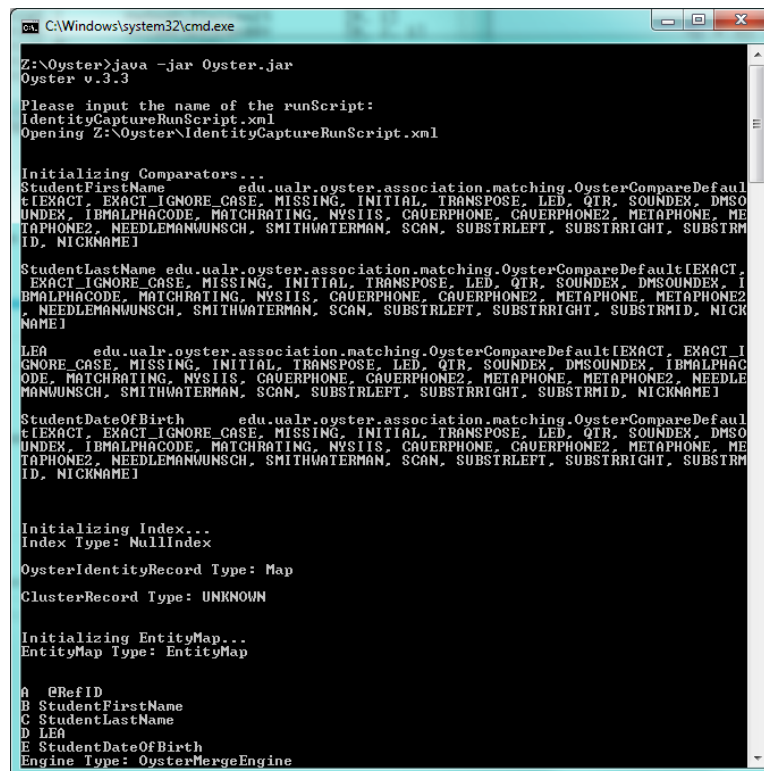 C:\Windows\system32\cmd.exe
Z:\Oyster>java -jar Oyster.jar
Oyster v.3.3
Please input the name of the runScript:
IdentityCaptureRunScript.xml
Opening Z:\Oyster\IdentityCaptureRunScript.xml
Initializing Comparators...
StudentFirstName edu.ualr.oyster.association.matching.OysterCompareDefaul
t[EXACT, EXACT_IGNORE_CASE, MISSING, INITIAL, TRANSPOSE, LED, QTR, SOUNDEX, DMSO
UNDEX, IBMALPHACODE, MATCHRATING, NYSIIS, CAVERPHONE, CAVERPHONE2, METAPHONE, ME
TAPHONE2, NEEDLEMANWUNSCH, SMITHWATERMAN, SCAN, SUBSTRLEFT, SUBSTRRIGHT, SUBSTRM
ID, NICKNAME]
StudentLastName edu.ualr.oyster.association.matching.OysterCompareDefault[EXACT,
EXACT_IGNORE_CASE, MISSING, INITIAL, TRANSPOSE, LED, QTR, SOUNDEX, DMSOUNDEX, I
BMALPHACODE, MATCHRATING, NYSIIS, CAVERPHONE, CAVERPHONE2, METAPHONE, METAPHONE2
, NEEDLEMANWUNSCH, SMITHWATERMAN, SCAN, SUBSTRLEFT, SUBSTRRIGHT, SUBSTRMID, NICK
NAME]
LEA edu.ualr.oyster.association.matching.OysterCompareDefault[EXACT, EXACT_I
GNORE_CASE, MISSING, INITIAL, TRANSPOSE, LED, QTR, SOUNDEX, DMSOUNDEX, IBMALPHAC
ODE, MATCHRATING, NYSIIS, CAVERPHONE, CAVERPHONE2, METAPHONE, METAPHONE2, NEEDLE
MANWUNSCH, SMITHWATERMAN, SCAN, SUBSTRLEFT, SUBSTRRIGHT, SUBSTRMID, NICKNAME]
StudentDateOfBirth edu.ualr.oyster.association.matching.OysterCompareDefaul
t[EXACT, EXACT_IGNORE_CASE, MISSING, INITIAL, TRANSPOSE, LED, QTR, SOUNDEX, DMSO
UNDEX, IBMALPHACODE, MATCHRATING, NYSIIS, CAVERPHONE, CAVERPHONE2, METAPHONE, ME
TAPHONE2, NEEDLEMANWUNSCH, SMITHWATERMAN, SCAN, SUBSTRLEFT, SUBSTRRIGHT, SUBSTRM
ID, NICKNAME]
Initializing Index...
Index Type: NullIndex
OysterIdentityRecord Type: Map
ClusterRecord Type: UNKNOWN
Initializing EntityMap...
EntityMap Type: EntityMap
A @RefID
B StudentFirstName
C StudentLastName
D LEA
E StudentDateOfBirth
Engine Type: OysterMergeEngine